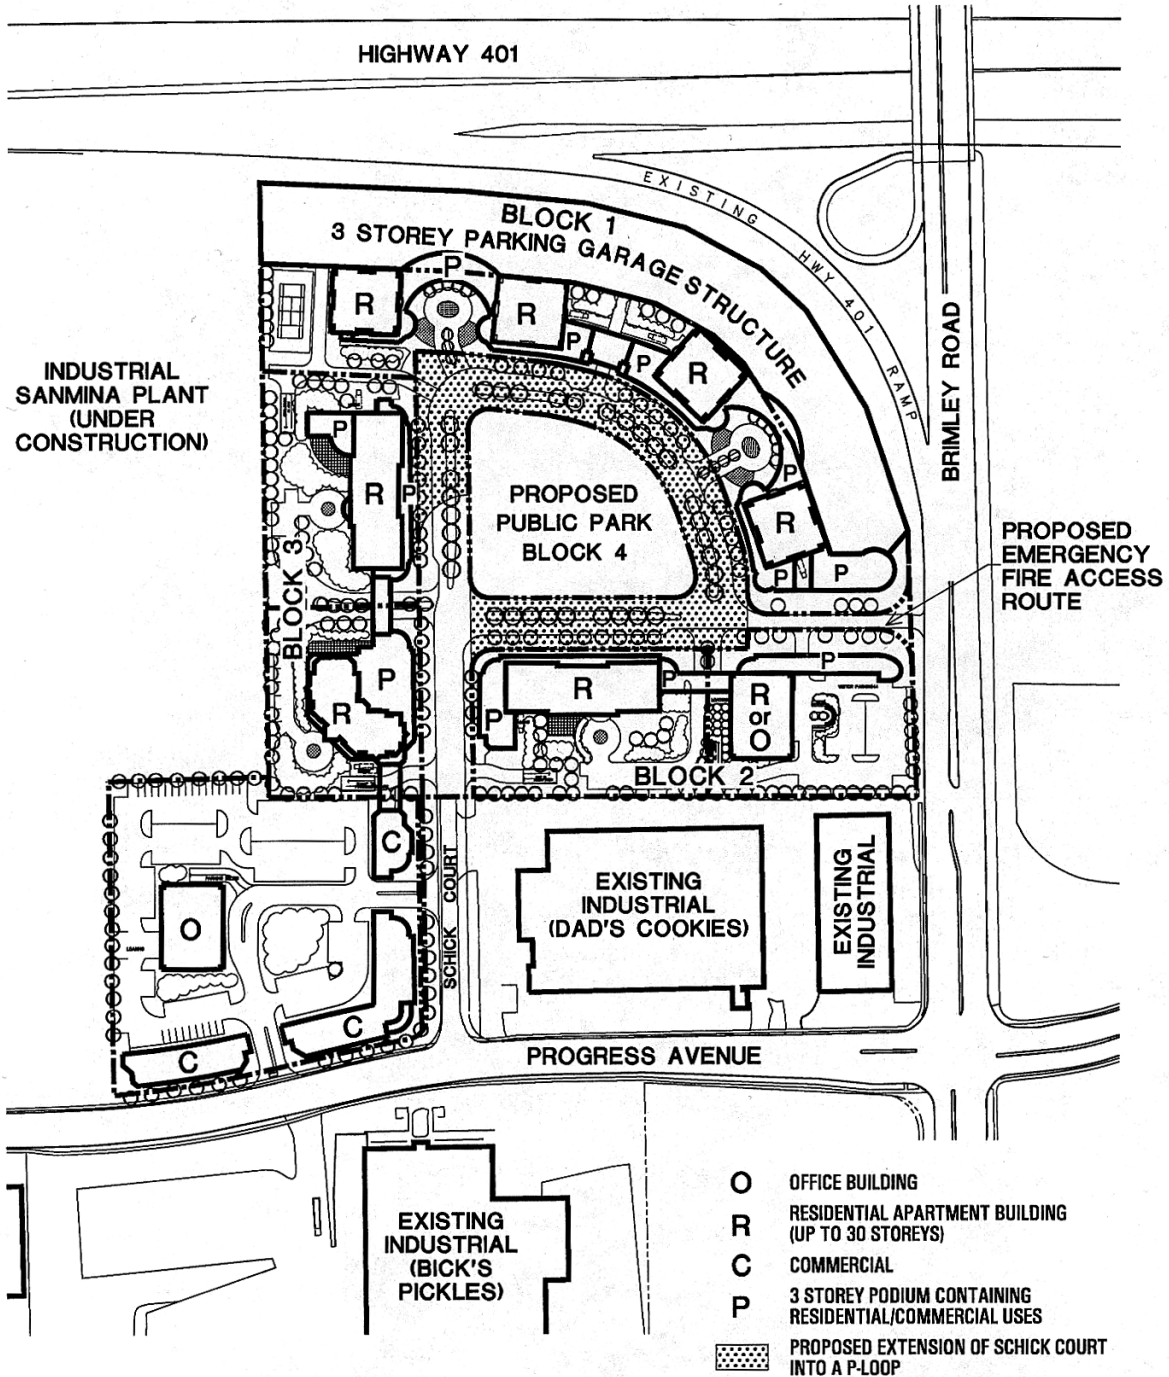 HIGHWAY 401
EXISTING HWY 401 RAMP
BLOCK 1
3 STOREY PARKING GARAGE STRUCTURE
P
R
R
P
P
R
BRIMLEY ROAD
INDUSTRIAL
SANMINA PLANT
(UNDER
CONSTRUCTION)
P
R
P
P
R
PROPOSED
PUBLIC PARK
BLOCK 4
P
P
PROPOSED
EMERGENCY
FIRE ACCESS
ROUTE
BLOCK 3
P
R
P
R
P
P
R
or
O
BLOCK 2
C
SCHICK COURT
EXISTING
INDUSTRIAL
(DAD'S COOKIES)
EXISTING
INDUSTRIAL
O
C
C
PROGRESS AVENUE
EXISTING
INDUSTRIAL
(BICK'S
PICKLES)
O OFFICE BUILDING
R RESIDENTIAL APARTMENT BUILDING
(UP TO 30 STOREYS)
C COMMERCIAL
P 3 STOREY PODIUM CONTAINING
RESIDENTIAL/COMMERCIAL USES
PROPOSED EXTENSION OF SCHICK COURT
INTO A P-LOOP